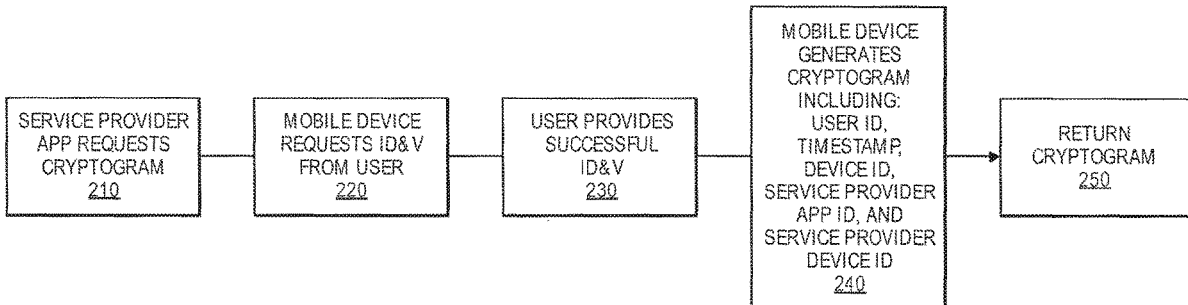 SERVICE PROVIDER
APP REQUESTS
CRYPTOGRAM
210
MOBILE DEVICE
REQUESTS ID&V
FROM USER
220
USER PROVIDES
SUCCESSFUL
ID&V
230
MOBILE DEVICE
GENERATES
CRYPTOGRAM
INCLUDING:
USER ID,
TIMESTAMP,
DEVICE ID,
SERVICE PROVIDER
APP ID, AND
SERVICE PROVIDER
DEVICE ID
240
RETURN
CRYPTOGRAM
250